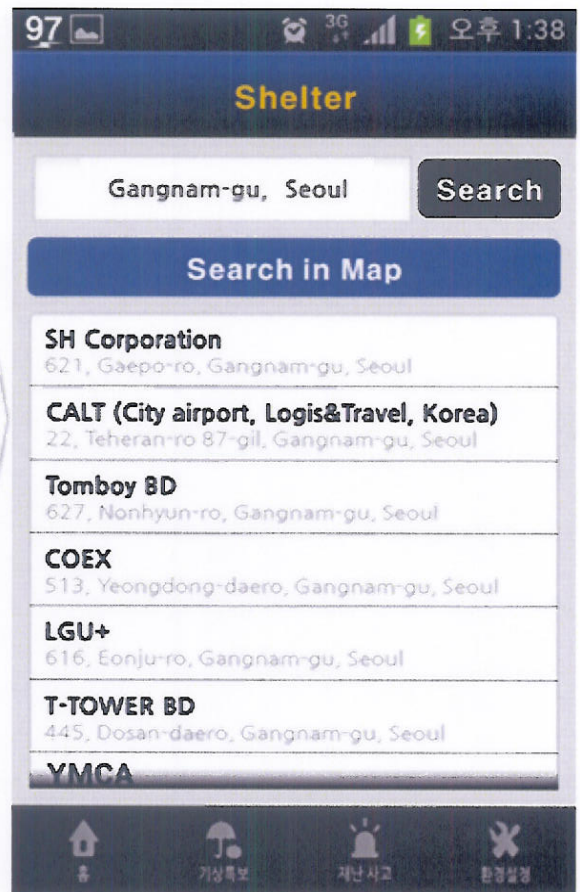 97 3G 오후 1:38
Shelter
Gangnam-gu, Seoul Search
Search in Map
SH Corporation
621, Gaepo-ro, Gangnam-gu, Seoul
CALT (City airport, Logis&Travel, Korea)
22, Teheran-ro 87-gil, Gangnam-gu, Seoul
Tomboy BD
627, Nonhyun-ro, Gangnam-gu, Seoul
COEX
513, Yeongdong-daero, Gangnam-gu, Seoul
LGU+
616, Eonju-ro, Gangnam-gu, Seoul
T-TOWER BD
445, Dosan-daero, Gangnam-gu, Seoul
YMCA
홈 기상특보 재난사고 환경설정